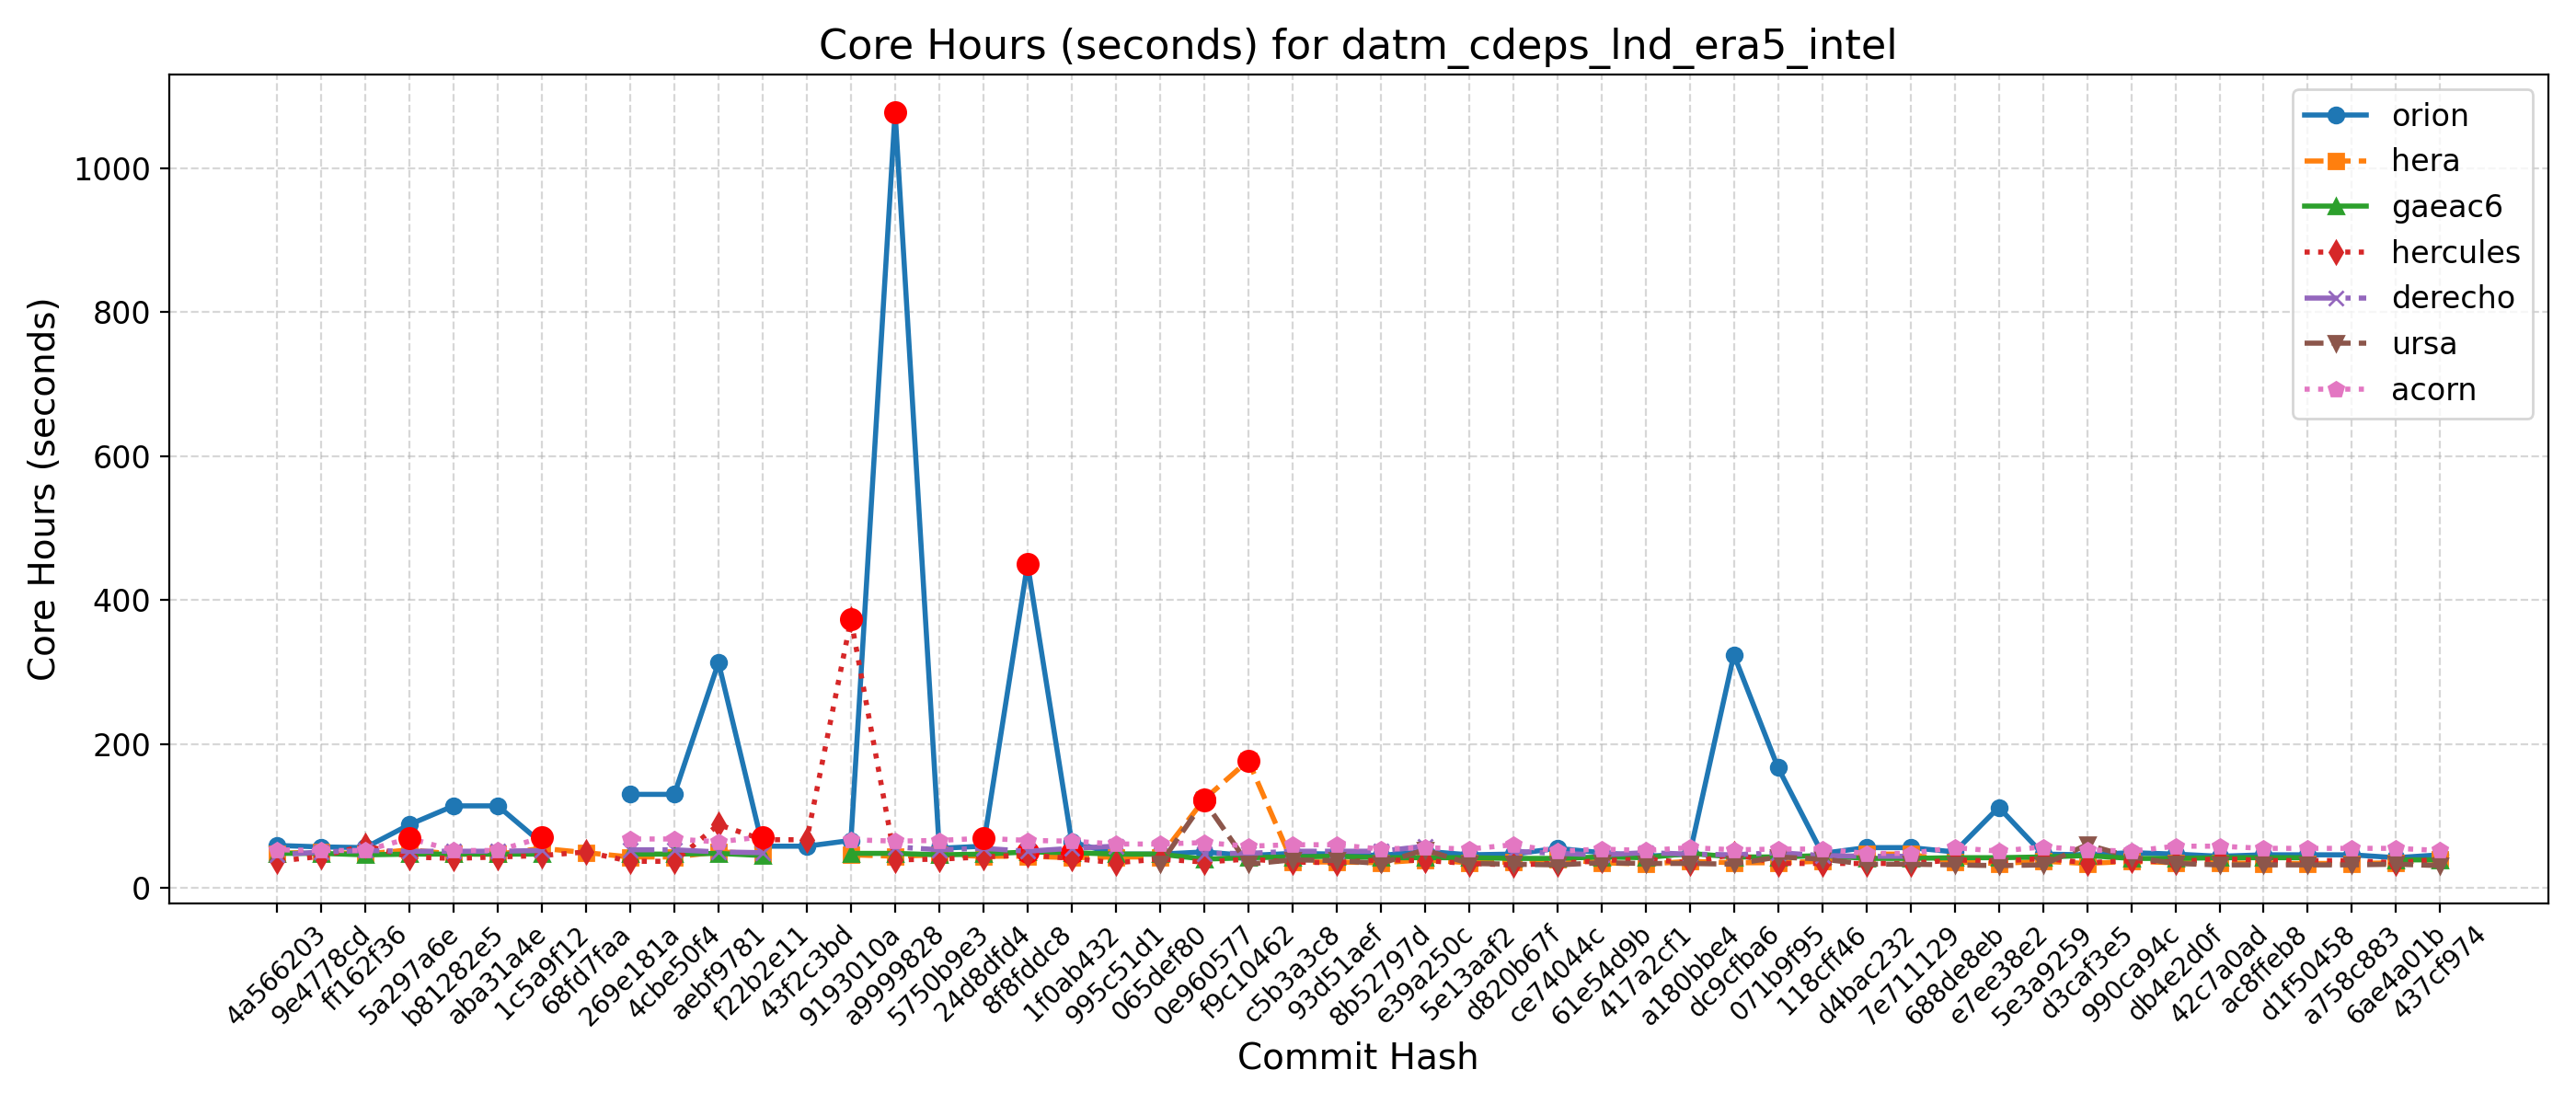 Core Hours (seconds) for datm_cdeps_lnd_era5_intel
Core Hours (seconds)
1000
800
600
400
200
0
orion
hera
gaeac6
hercules
derecho
ursa
acorn
4a566203
9e4778cd
ff162f36
5a297a6e
b81282e5
aba31a4e
1c5a9f12
68fd7faa
269e181a
4cbe50f4
aebf9781
f22b2e11
43f2c3bd
9193010a
a9999828
5750b9e3
24d8dfd4
8f8fddc8
1f0ab432
995c51d1
065def80
0e960577
f9c10462
c5b3a3c8
93d51aef
8b52797d
e39a250c
5e13aaf2
d820b67f
ce74044c
61e54d9b
417a2cf1
a180bbe4
dc9cfba6
071b9f95
118cff46
d4bac232
7e711129
688de8eb
e7ee38e2
5e3a9259
d3caf3e5
990ca94c
db4e2d0f
42c7a0ad
ac8ffeb8
d1f50458
a758c883
6ae4a01b
437cf974
Commit Hash